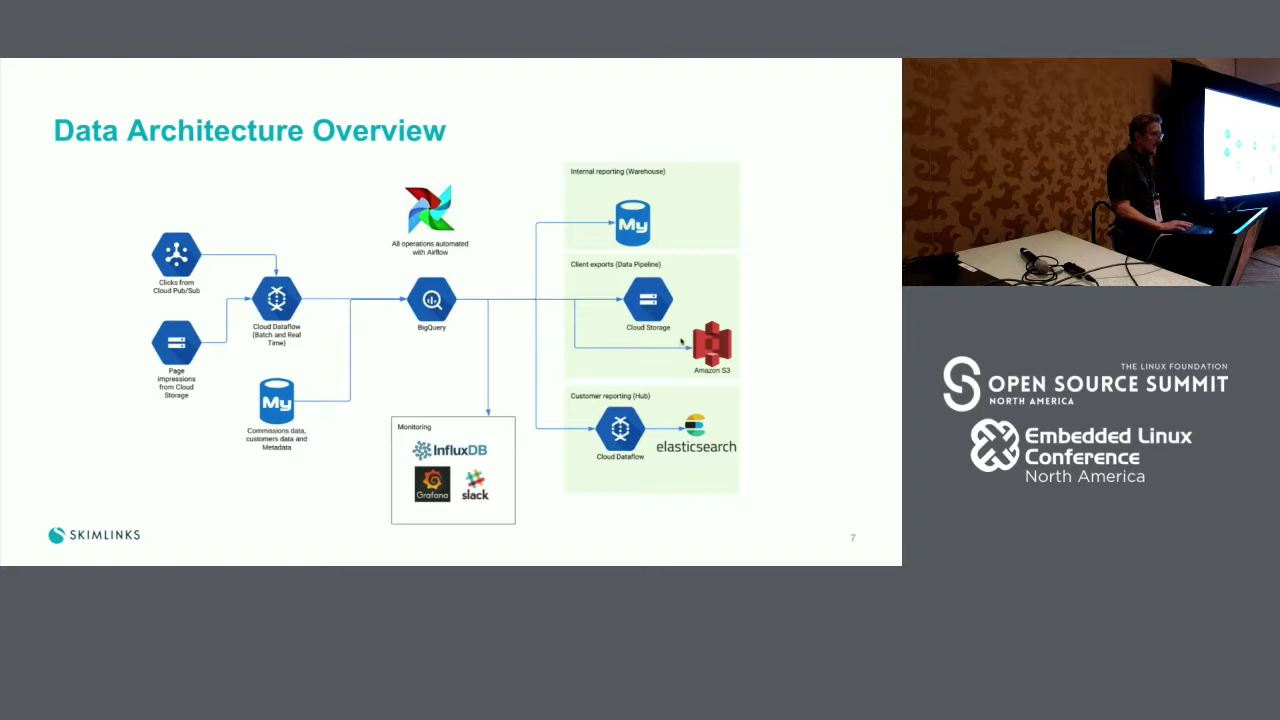 Data Architecture Overview
Clicks from
Cloud Pub/Sub
Page
impressions
from Cloud
Storage
Cloud Dataflow
(Batch and Real
Time)
My
Commissions data,
customers data and
Metadata
All operations automated
with Airflow
BigQuery
Monitoring
InfluxDB
Grafana
slack
Internal reporting (Warehouse)
My
Client exports (Data Pipeline)
Cloud Storage
Amazon S3
Customer reporting (Hub)
Cloud Dataflow
elasticsearch
SKIMLINKS
7
THE LINUX FOUNDATION
OPEN SOURCE SUMMIT
NORTH AMERICA
Embedded Linux
Conference
North America